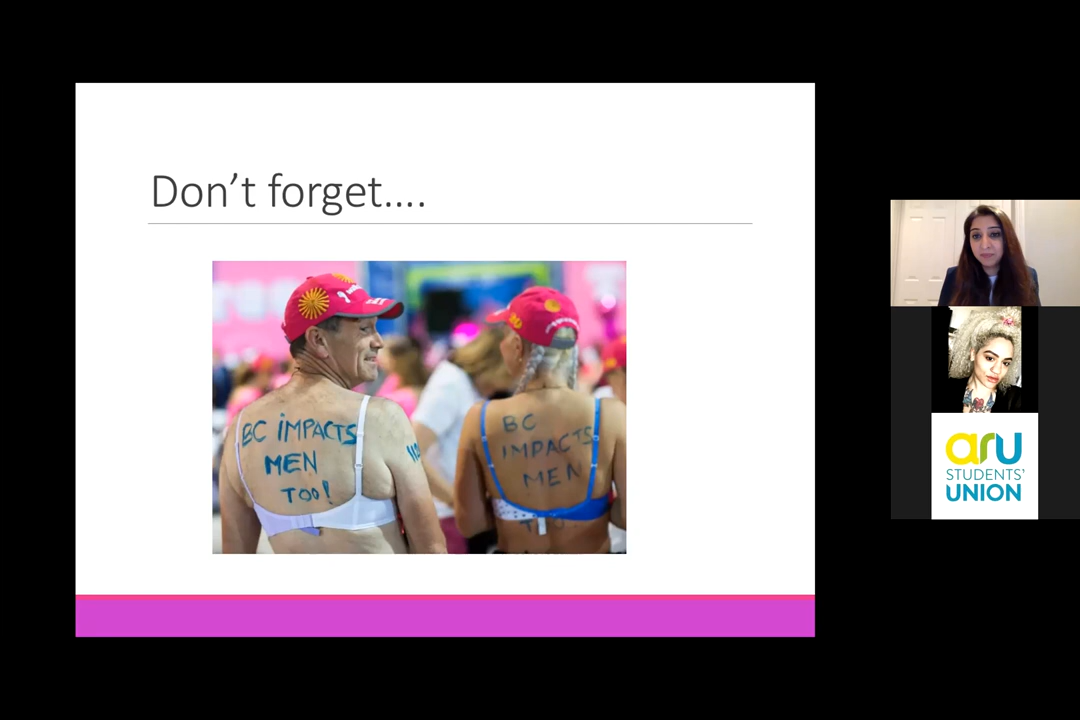 Don't forget....
BC IMPACTS
MEN
TOO!
BC
IMPACTS
MEN
aru
STUDENTS'
UNION